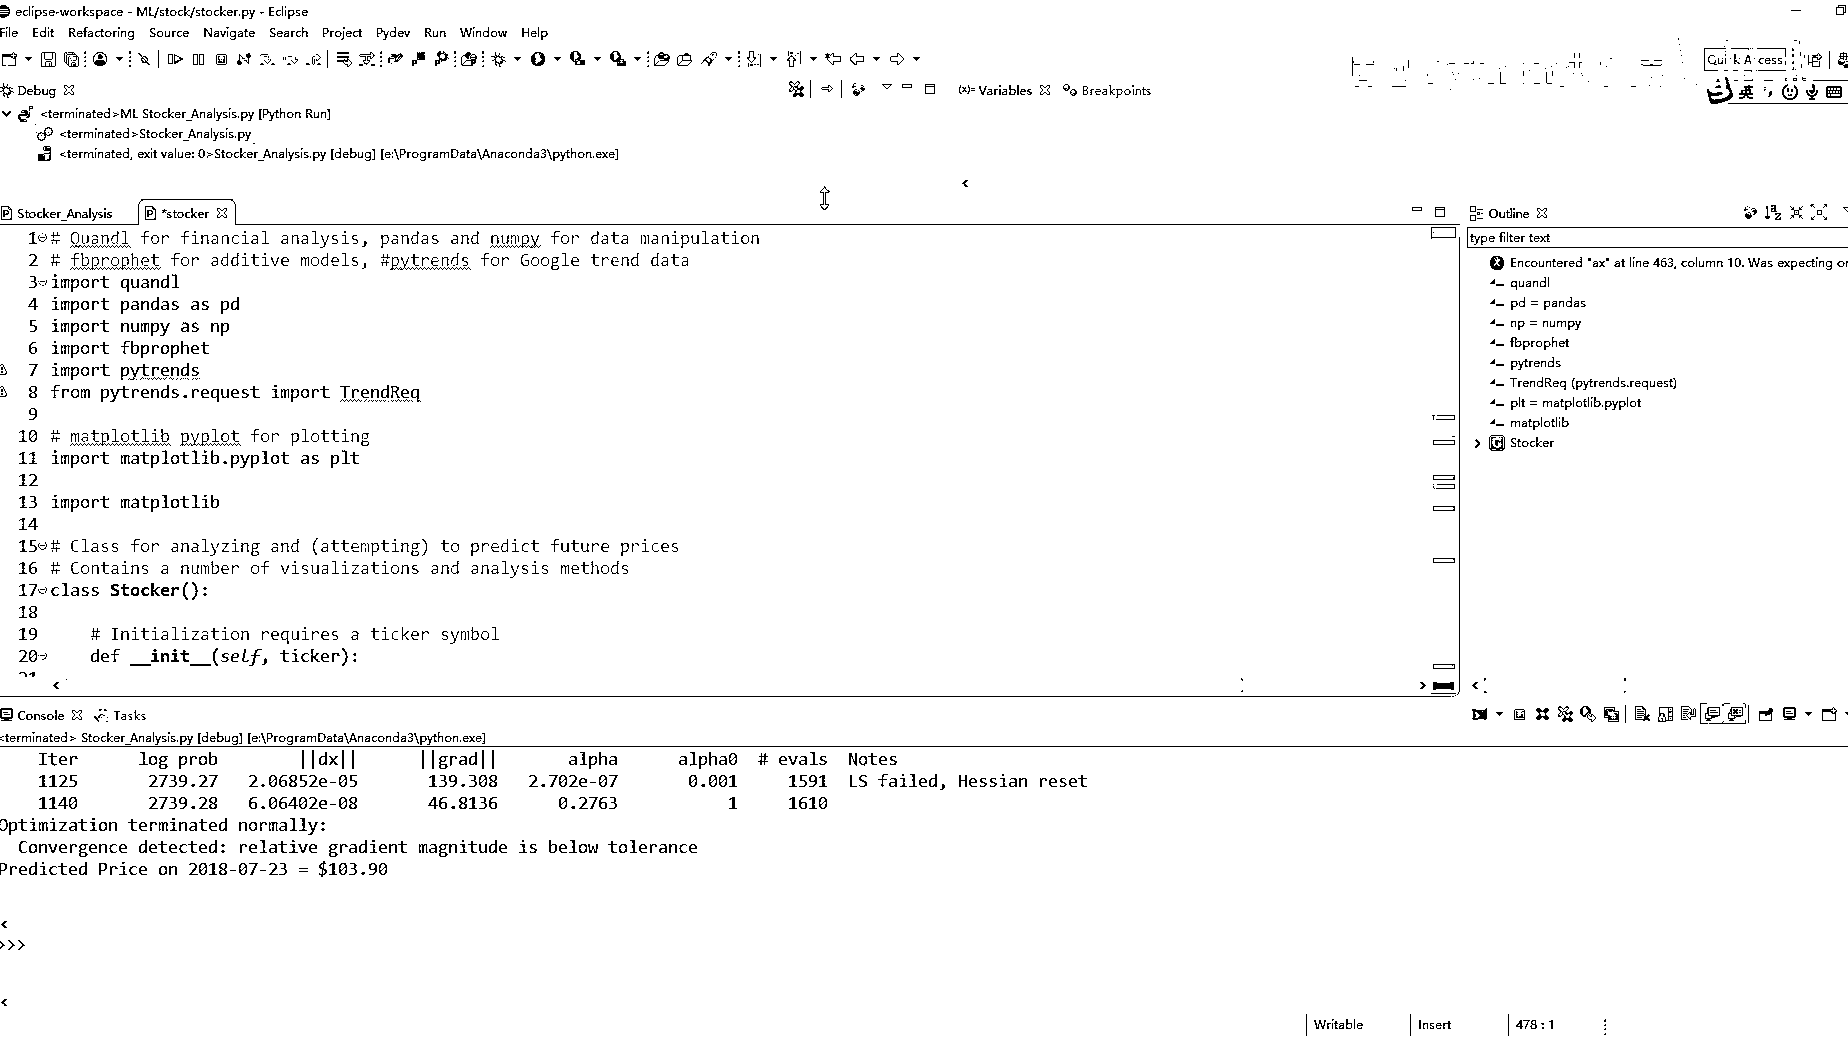 eclipse-workspace - ML/stock/stocker.py - Eclipse
File Edit Refactoring Source Navigate Search Project Pydev Run Window Help
Quick Access
Debug
(x)= Variables
Breakpoints
英
<terminated>ML Stocker_Analysis.py [Python Run]
<terminated>Stocker_Analysis.py
<terminated, exit value: 0>Stocker_Analysis.py [debug] [e:\ProgramData\Anaconda3\python.exe]
Stocker_Analysis
*stocker
1 # Quandl for financial analysis, pandas and numpy for data manipulation
2 # fbprophet for additive models, #pytrends for Google trend data
3 import quandl
4 import pandas as pd
5 import numpy as np
6 import fbprophet
7 import pytrends
8 from pytrends.request import TrendReq
9
10 # matplotlib pyplot for plotting
11 import matplotlib.pyplot as plt
12
13 import matplotlib
14
15 # Class for analyzing and (attempting) to predict future prices
16 # Contains a number of visualizations and analysis methods
17 class Stocker():
18
19 # Initialization requires a ticker symbol
20 def __init__(self, ticker):
Outline
type filter text
Encountered "ax" at line 463, column 10. Was expecting
quandl
pd = pandas
np = numpy
fbprophet
pytrends
TrendReq (pytrends.request)
plt = matplotlib.pyplot
matplotlib
Stocker
Console
Tasks
<terminated> Stocker_Analysis.py [debug] [e:\ProgramData\Anaconda3\python.exe]
Iter log prob ||dx|| ||grad|| alpha alpha0 # evals Notes
1125 2739.27 2.06852e-05 139.308 2.702e-07 0.001 1591 LS failed, Hessian reset
1140 2739.28 6.06402e-08 46.8136 0.2763 1 1610
Optimization terminated normally:
Convergence detected: relative gradient magnitude is below tolerance
Predicted Price on 2018-07-23 = $103.90
>>>
Writable
Insert
478 : 1